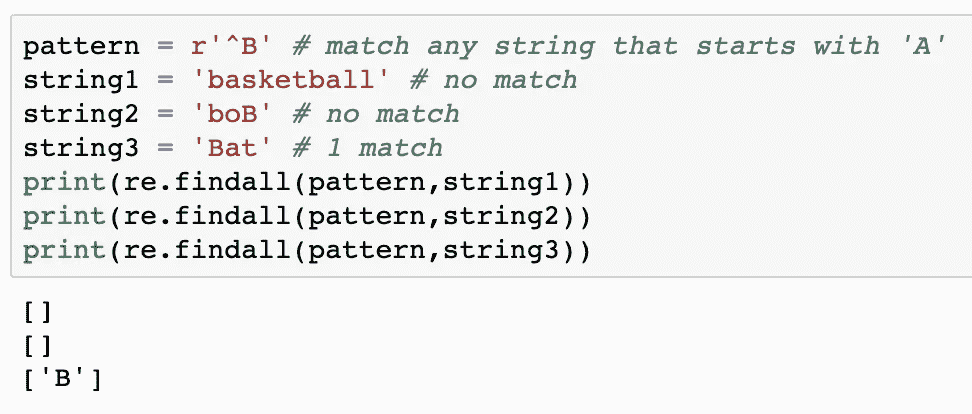 pattern = r'^B' # match any string that starts with 'A'
string1 = 'basketball' # no match
string2 = 'boB' # no match
string3 = 'Bat' # 1 match
print(re.findall(pattern,string1))
print(re.findall(pattern,string2))
print(re.findall(pattern,string3))
[]
[]
['B']